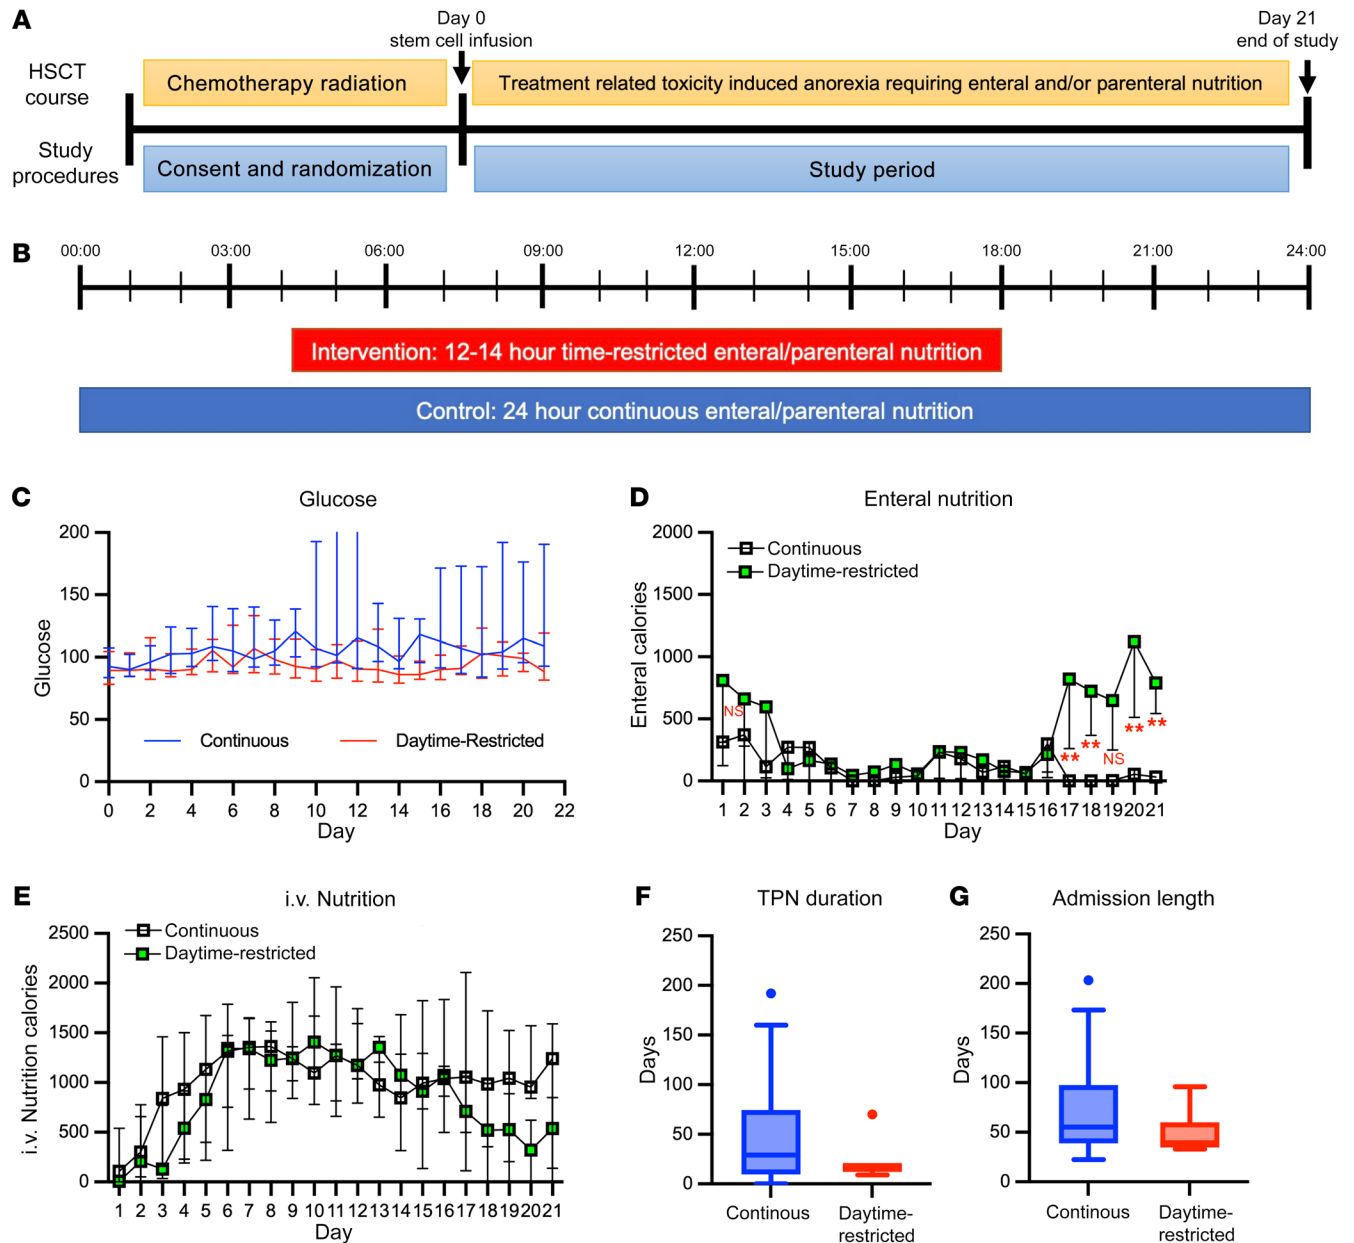 A
Day 0
stem cell infusion
Day 21
end of study
HSCT
course
Chemotherapy radiation
Treatment related toxicity induced anorexia requiring enteral and/or parenteral nutrition
Study
procedures
Consent and randomization
Study period
B
00:00 03:00 06:00 09:00 12:00 15:00 18:00 21:00 24:00
Intervention: 12-14 hour time-restricted enteral/parenteral nutrition
Control: 24 hour continuous enteral/parenteral nutrition
C
Glucose
Glucose
200
150
100
50
0
Continuous
Daytime-Restricted
0 2 4 6 8 10 12 14 16 18 20 22
Day
D
Enteral nutrition
Enteral calories
2000
1500
1000
500
0
Continuous
Daytime-restricted
NS
**
**
NS
**
**
1 2 3 4 5 6 7 8 9 10 11 12 13 14 15 16 17 18 19 20 21
Day
E
i.v. Nutrition
i.v. Nutrition calories
2500
2000
1500
1000
500
0
Continuous
Daytime-restricted
1 2 3 4 5 6 7 8 9 10 11 12 13 14 15 16 17 18 19 20 21
Day
F
TPN duration
Days
250
200
150
100
50
0
Continous
Daytime-
restricted
G
Admission length
Days
250
200
150
100
50
0
Continous
Daytime-
restricted